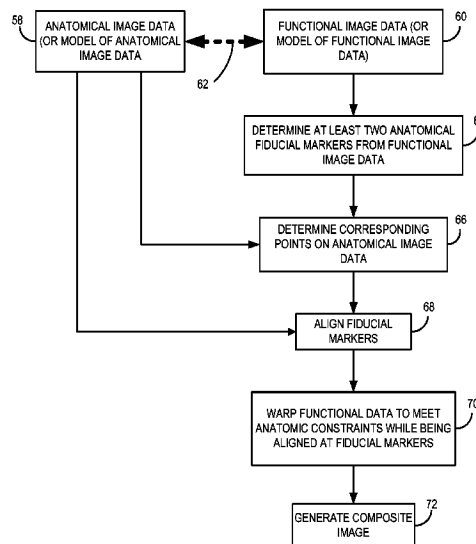 58
ANATOMICAL IMAGE DATA
(OR MODEL OF ANATOMICAL
IMAGE DATA
62
60
FUNCTIONAL IMAGE DATA (OR
MODEL OF FUNCTIONAL IMAGE
DATA)
DETERMINE AT LEAST TWO ANATOMICAL
FIDUCIAL MARKERS FROM FUNCTIONAL
IMAGE DATA
66
DETERMINE CORRESPONDING
POINTS ON ANATOMICAL IMAGE
DATA
68
ALIGN FIDUCIAL
MARKERS
70
WARP FUNCTIONAL DATA TO MEET
ANATOMIC CONSTRAINTS WHILE BEING
ALIGNED AT FIDUCIAL MARKERS
72
GENERATE COMPOSITE
IMAGE